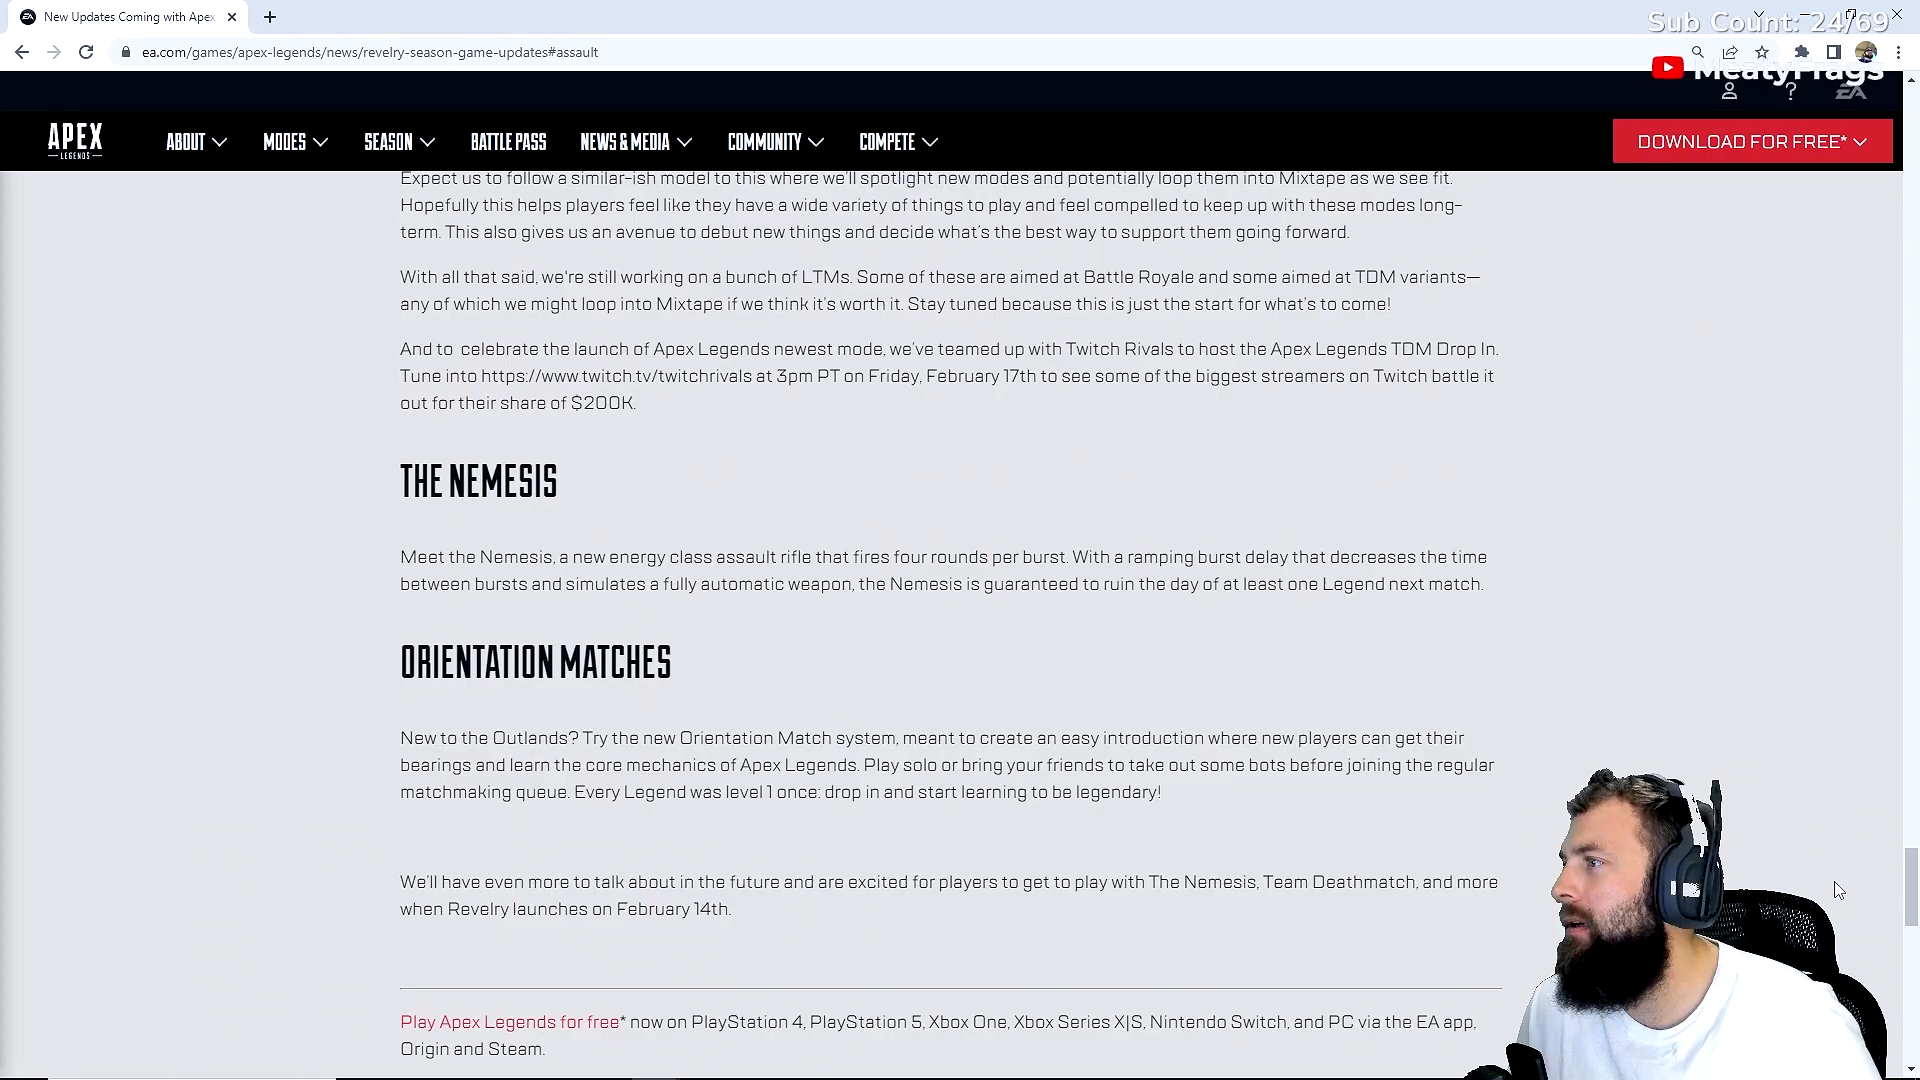 New Updates Coming with Apex
Sub Count: 24/69
ea.com/games/apex-legends/news/revelry-season-game-updates#assault
MeatyFrags
EA
APEX
LEGENDS
ABOUT MODES SEASON BATTLE PASS NEWS & MEDIA COMMUNITY COMPETE DOWNLOAD FOR FREE*
Expect us to follow a similar-ish model to this where we'll spotlight new modes and potentially loop them into Mixtape as we see fit.
Hopefully this helps players feel like they have a wide variety of things to play and feel compelled to keep up with these modes long-
term. This also gives us an avenue to debut new things and decide what's the best way to support them going forward.
With all that said, we're still working on a bunch of LTMs. Some of these are aimed at Battle Royale and some aimed at TDM variants—
any of which we might loop into Mixtape if we think it's worth it. Stay tuned because this is just the start for what's to come!
And to celebrate the launch of Apex Legends newest mode, we've teamed up with Twitch Rivals to host the Apex Legends TDM Drop In.
Tune into https://www.twitch.tv/twitchrivals at 3pm PT on Friday, February 17th to see some of the biggest streamers on Twitch battle it
out for their share of $200K.
THE NEMESIS
Meet the Nemesis, a new energy class assault rifle that fires four rounds per burst. With a ramping burst delay that decreases the time
between bursts and simulates a fully automatic weapon, the Nemesis is guaranteed to ruin the day of at least one Legend next match.
ORIENTATION MATCHES
New to the Outlands? Try the new Orientation Match system, meant to create an easy introduction where new players can get their
bearings and learn the core mechanics of Apex Legends. Play solo or bring your friends to take out some bots before joining the regular
matchmaking queue. Every Legend was level 1 once: drop in and start learning to be legendary!
We'll have even more to talk about in the future and are excited for players to get to play with The Nemesis, Team Deathmatch, and more
when Revelry launches on February 14th.
Play Apex Legends for free* now on PlayStation 4, PlayStation 5, Xbox One, Xbox Series X|S, Nintendo Switch, and PC via the EA app,
Origin and Steam.